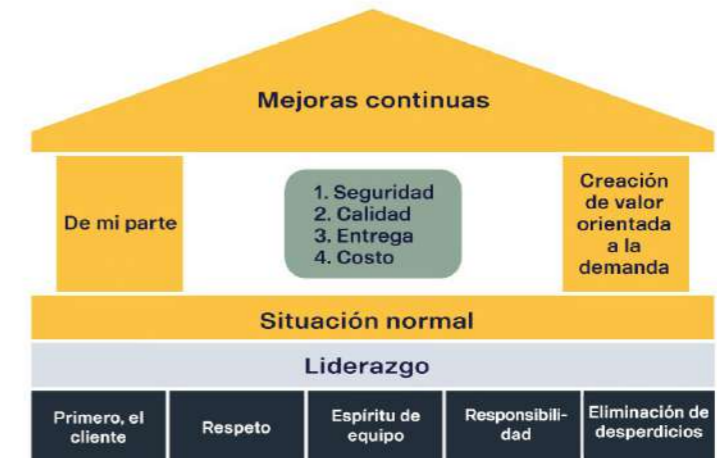 Mejoras continuas
De mi parte
1. Seguridad
2. Calidad
3. Entrega
4. Costo
Creación
de valor
orientada
a la
demanda
Situación normal
Liderazgo
Primero, el
cliente
Respeto
Espíritu de
equipo
Responsabili-
dad
Eliminación de
desperdicios